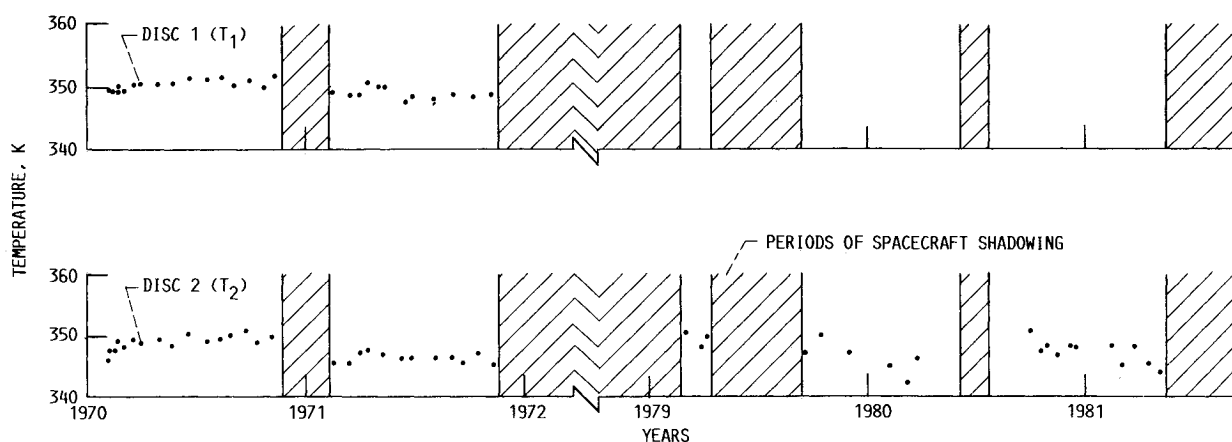 360
DISC 1 (T1)
350
340
TEMPERATURE, K
PERIODS OF SPACECRAFT SHADOWING
360
DISC 2 (T2)
350
340
1970 1971 1972 1979 1980 1981
YEARS